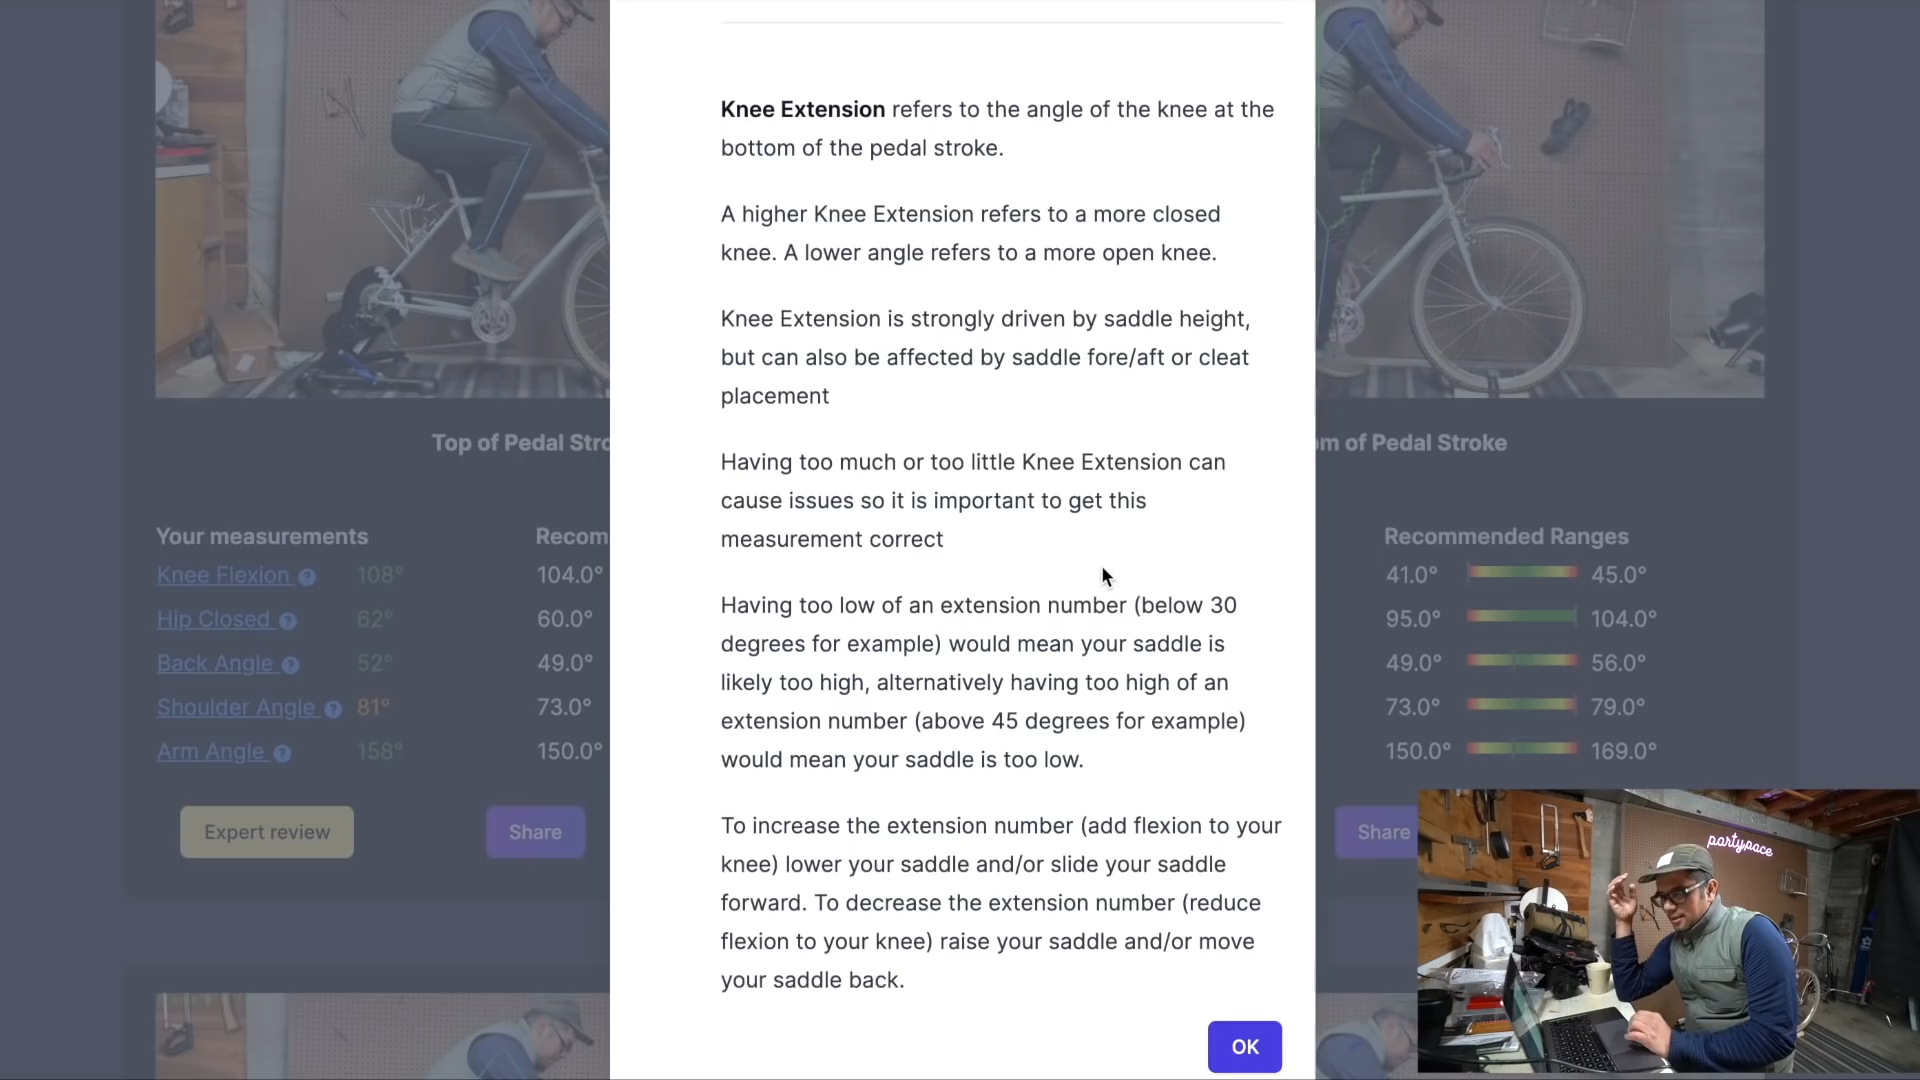 Knee Extension refers to the angle of the knee at the
bottom of the pedal stroke.
A higher Knee Extension refers to a more closed
knee. A lower angle refers to a more open knee.
Knee Extension is strongly driven by saddle height,
but can also be affected by saddle fore/aft or cleat
placement
Having too much or too little Knee Extension can
cause issues so it is important to get this
measurement correct
Having too low of an extension number (below 30
degrees for example) would mean your saddle is
likely too high, alternatively having too high of an
extension number (above 45 degrees for example)
would mean your saddle is too low.
To increase the extension number (add flexion to your
knee) lower your saddle and/or slide your saddle
forward. To decrease the extension number (reduce
flexion to your knee) raise your saddle and/or move
your saddle back.
OK
Top of Pedal Stro
Your measurements Recom
Knee Flexion ? 108° 104.0°
Hip Closed ? 62° 60.0°
Back Angle ? 52° 49.0°
Shoulder Angle ? 81° 73.0°
Arm Angle ? 158° 150.0°
Expert review Share
om of Pedal Stroke
Recommended Ranges
41.0° 45.0°
95.0° 104.0°
49.0° 56.0°
73.0° 79.0°
150.0° 169.0°
Share
partypace